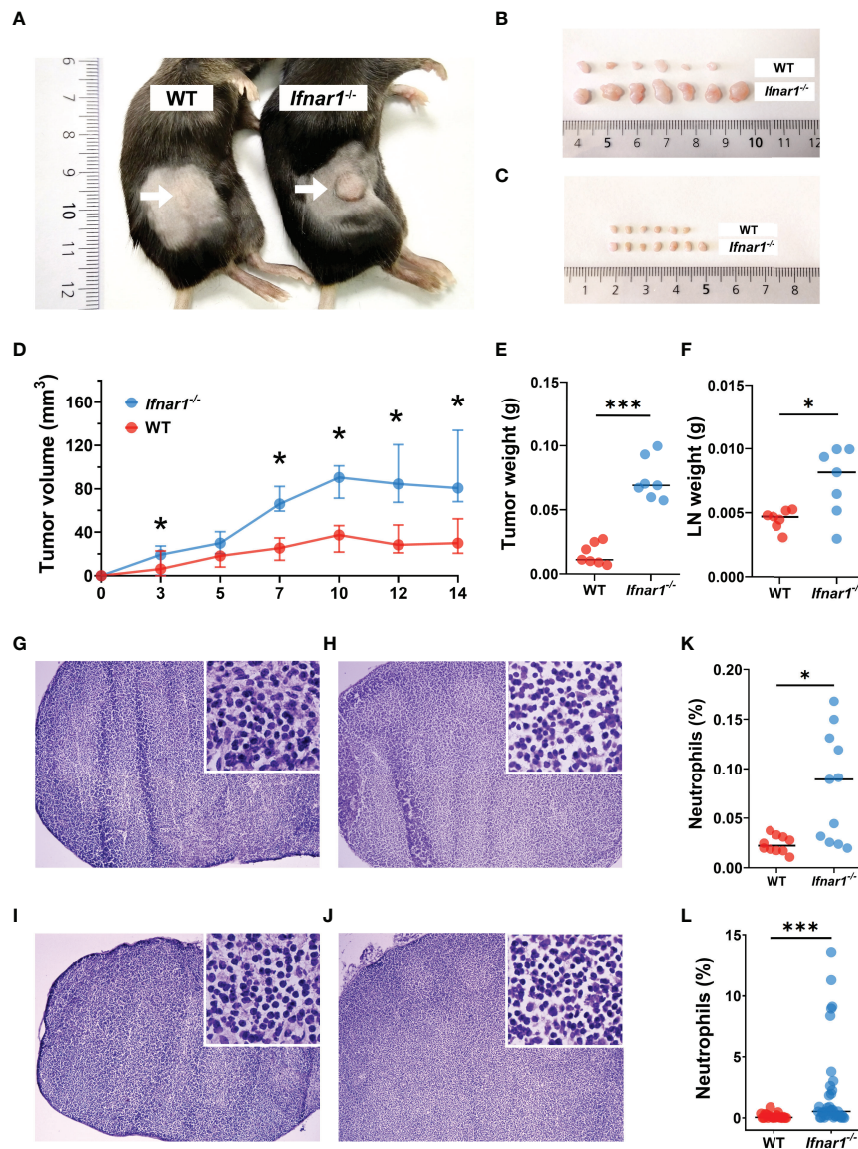 A
6
7
8
9
10
11
12
WT
Ifnar1-/-
B
WT
Ifnar1-/-
4 5 6 7 8 9 10 11 12
C
WT
Ifnar1-/-
1 2 3 4 5 6 7 8
D
Tumor volume (mm3)
160
120
80
40
0
Ifnar1-/-
WT
* * * * *
0 3 5 7 10 12 14
E
Tumor weight (g)
0.15
0.10
0.05
0.00
***
WT Ifnar1-/-
F
LN weight (g)
0.015
0.010
0.005
0.000
*
WT Ifnar1-/-
G
H
K
Neutrophils (%)
0.20
0.15
0.10
0.05
0.00
*
WT Ifnar1-/-
I
J
L
Neutrophils (%)
15
10
5
0
***
WT Ifnar1-/-